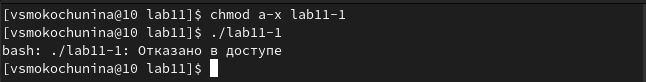 [vsmokochunina@10 lab11]$ chmod a-x lab11-1
[vsmokochunina@10 lab11]$ ./lab11-1
bash: ./lab11-1: Отказано в доступе
[vsmokochunina@10 lab11]$